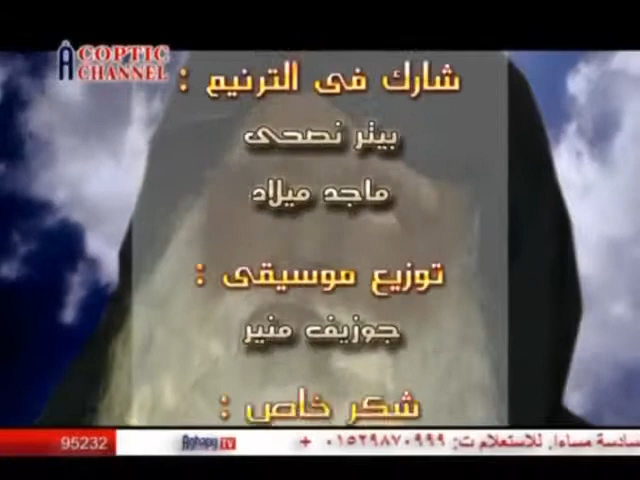 COPTIC
CHANNEL
شارك فى الترنيم :
بيتر نصحى
ماجد ميلاد
توزيع موسيقى :
جوزيف منير
شكر خاص :
سادسة مساءا. للاستعلام ت: ٠١٥٢٩٨٧٠٩٩٩ +
Aghapy TV
95232